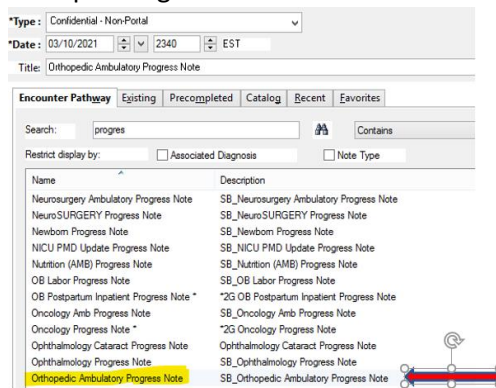 *Type : Confidential - Non-Portal
*Date : 03/10/2021 2340 EST
Title: Orthopedic Ambulatory Progress Note
Encounter Pathway Existing Precompleted Catalog Recent Favorites
Search: progres Contains
Restrict display by: Associated Diagnosis Note Type
Name Description
Neurosurgery Ambulatory Progress Note SB_Neurosurgery Ambulatory Progress Note
NeuroSURGERY Progress Note SB_NeuroSURGERY Progress Note
Newborn Progress Note SB_Newborn Progress Note
NICU PMD Update Progress Note SB_NICU PMD Update Progress Note
Nutrition (AMB) Progress Note SB_Nutrition (AMB) Progress Note
OB Labor Progress Note SB_OB Labor Progress Note
OB Postpartum Inpatient Progress Note * *2G OB Postpartum Inpatient Progress Note
Oncology Amb Progress Note SB_Oncology Amb Progress Note
Oncology Progress Note * *2G Oncology Progress Note
Ophthalmology Cataract Progress Note Ophthalmology Cataract Progress Note
Ophthalmology Progress Note SB_Ophthalmology Progress Note
Orthopedic Ambulatory Progress Note SB_Orthopedic Ambulatory Progress Note